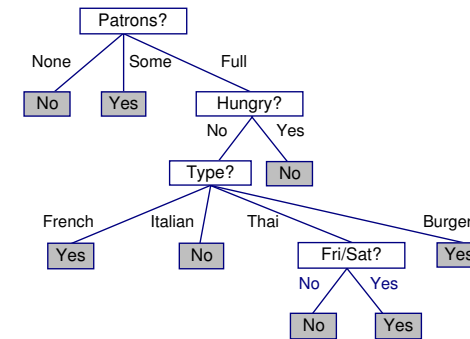 Patrons?
None Some Full
No Yes Hungry?
No Yes
Type? No
French Italian Thai Burger
Yes No Fri/Sat? Yes
No Yes
No Yes